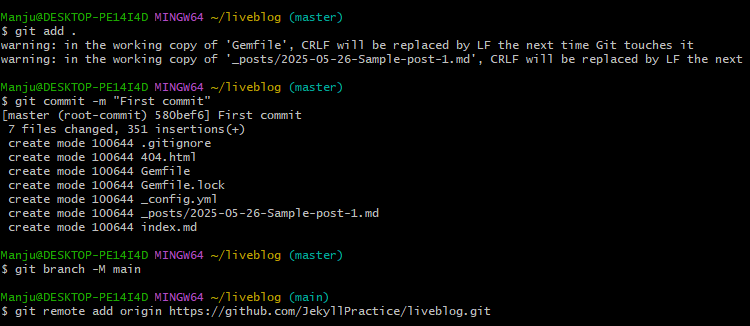 Manju@DESKTOP-PE14I4D MINGW64 ~/liveblog (master)
$ git add .
warning: in the working copy of 'Gemfile', CRLF will be replaced by LF the next time Git touches it
warning: in the working copy of '_posts/2025-05-26-Sample-post-1.md', CRLF will be replaced by LF the next
Manju@DESKTOP-PE14I4D MINGW64 ~/liveblog (master)
$ git commit -m "First commit"
[master (root-commit) 580bef6] First commit
 7 files changed, 351 insertions(+)
 create mode 100644 .gitignore
 create mode 100644 404.html
 create mode 100644 Gemfile
 create mode 100644 Gemfile.lock
 create mode 100644 _config.yml
 create mode 100644 _posts/2025-05-26-Sample-post-1.md
 create mode 100644 index.md
Manju@DESKTOP-PE14I4D MINGW64 ~/liveblog (master)
$ git branch -M main
Manju@DESKTOP-PE14I4D MINGW64 ~/liveblog (main)
$ git remote add origin https://github.com/JekyllPractice/liveblog.git